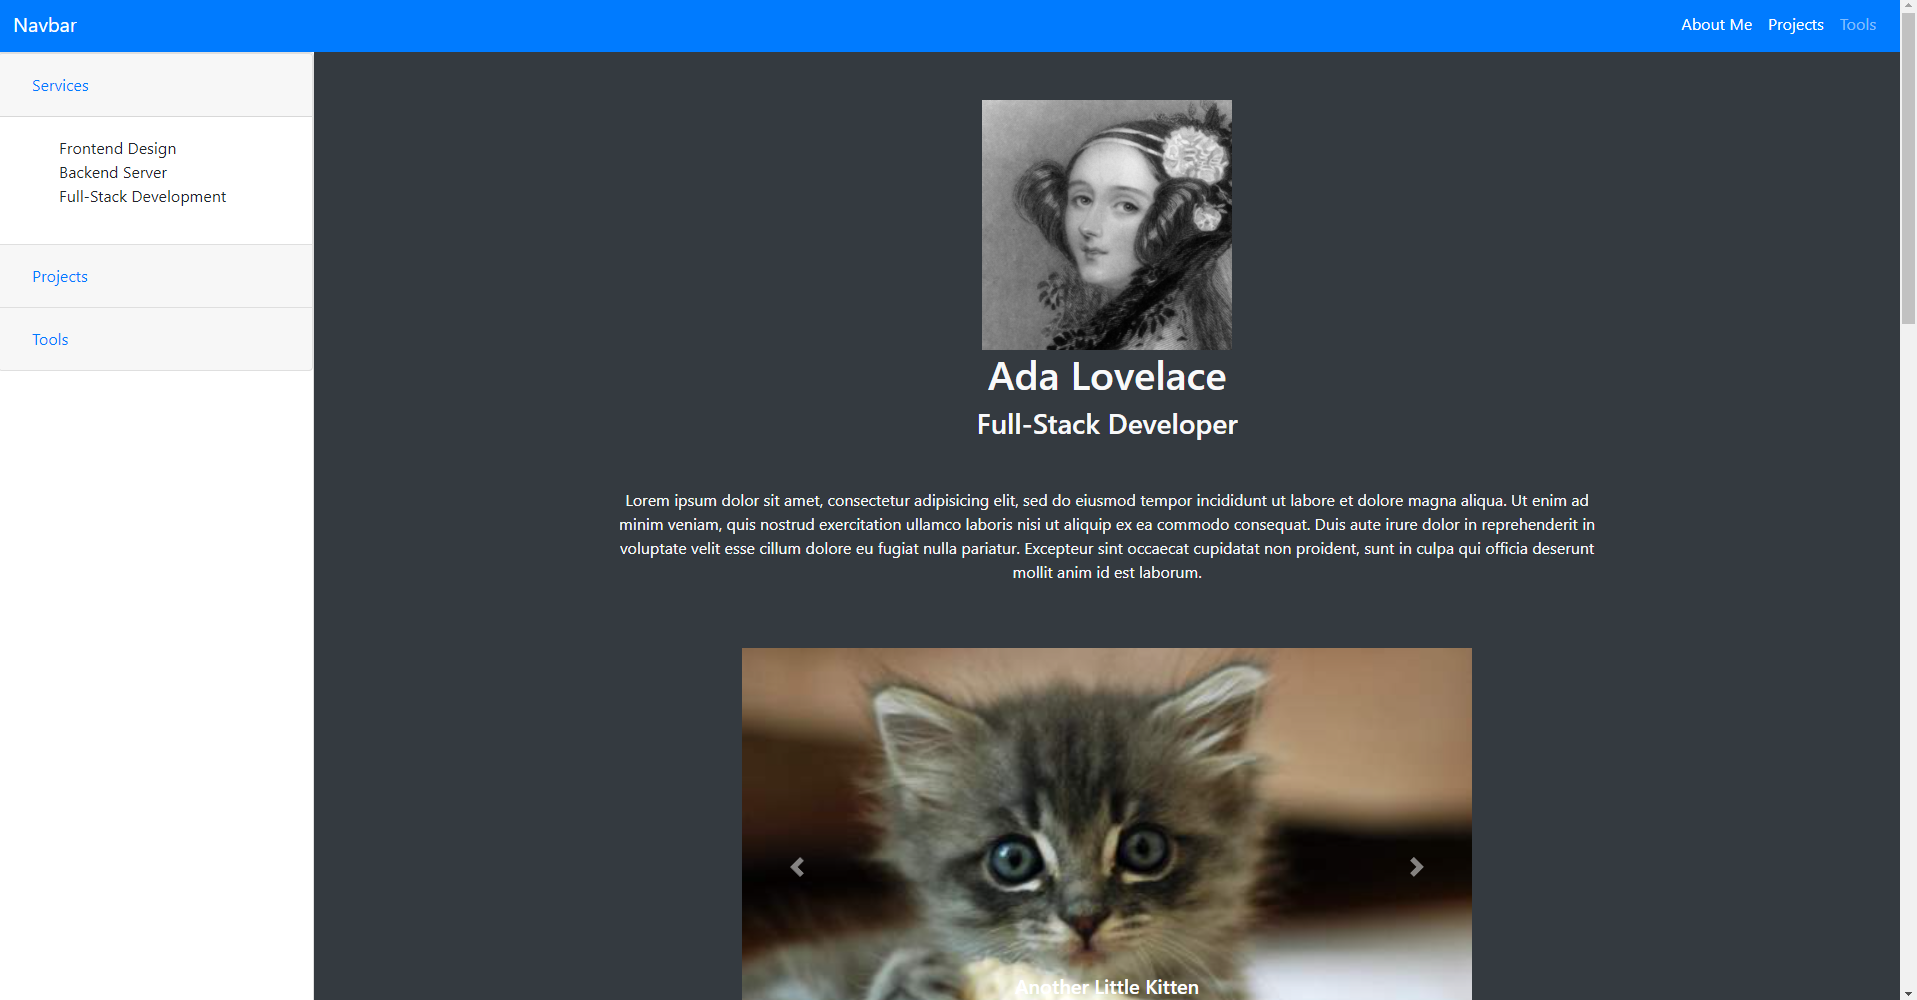 Navbar
About Me Projects Tools
Services
Frontend Design
Backend Server
Full-Stack Development
Projects
Tools
Ada Lovelace
Full-Stack Developer
Lorem ipsum dolor sit amet, consectetur adipisicing elit, sed do eiusmod tempor incididunt ut labore et dolore magna aliqua. Ut enim ad
minim veniam, quis nostrud exercitation ullamco laboris nisi ut aliquip ex ea commodo consequat. Duis aute irure dolor in reprehenderit in
voluptate velit esse cillum dolore eu fugiat nulla pariatur. Excepteur sint occaecat cupidatat non proident, sunt in culpa qui officia deserunt
mollit anim id est laborum.
Another Little Kitten